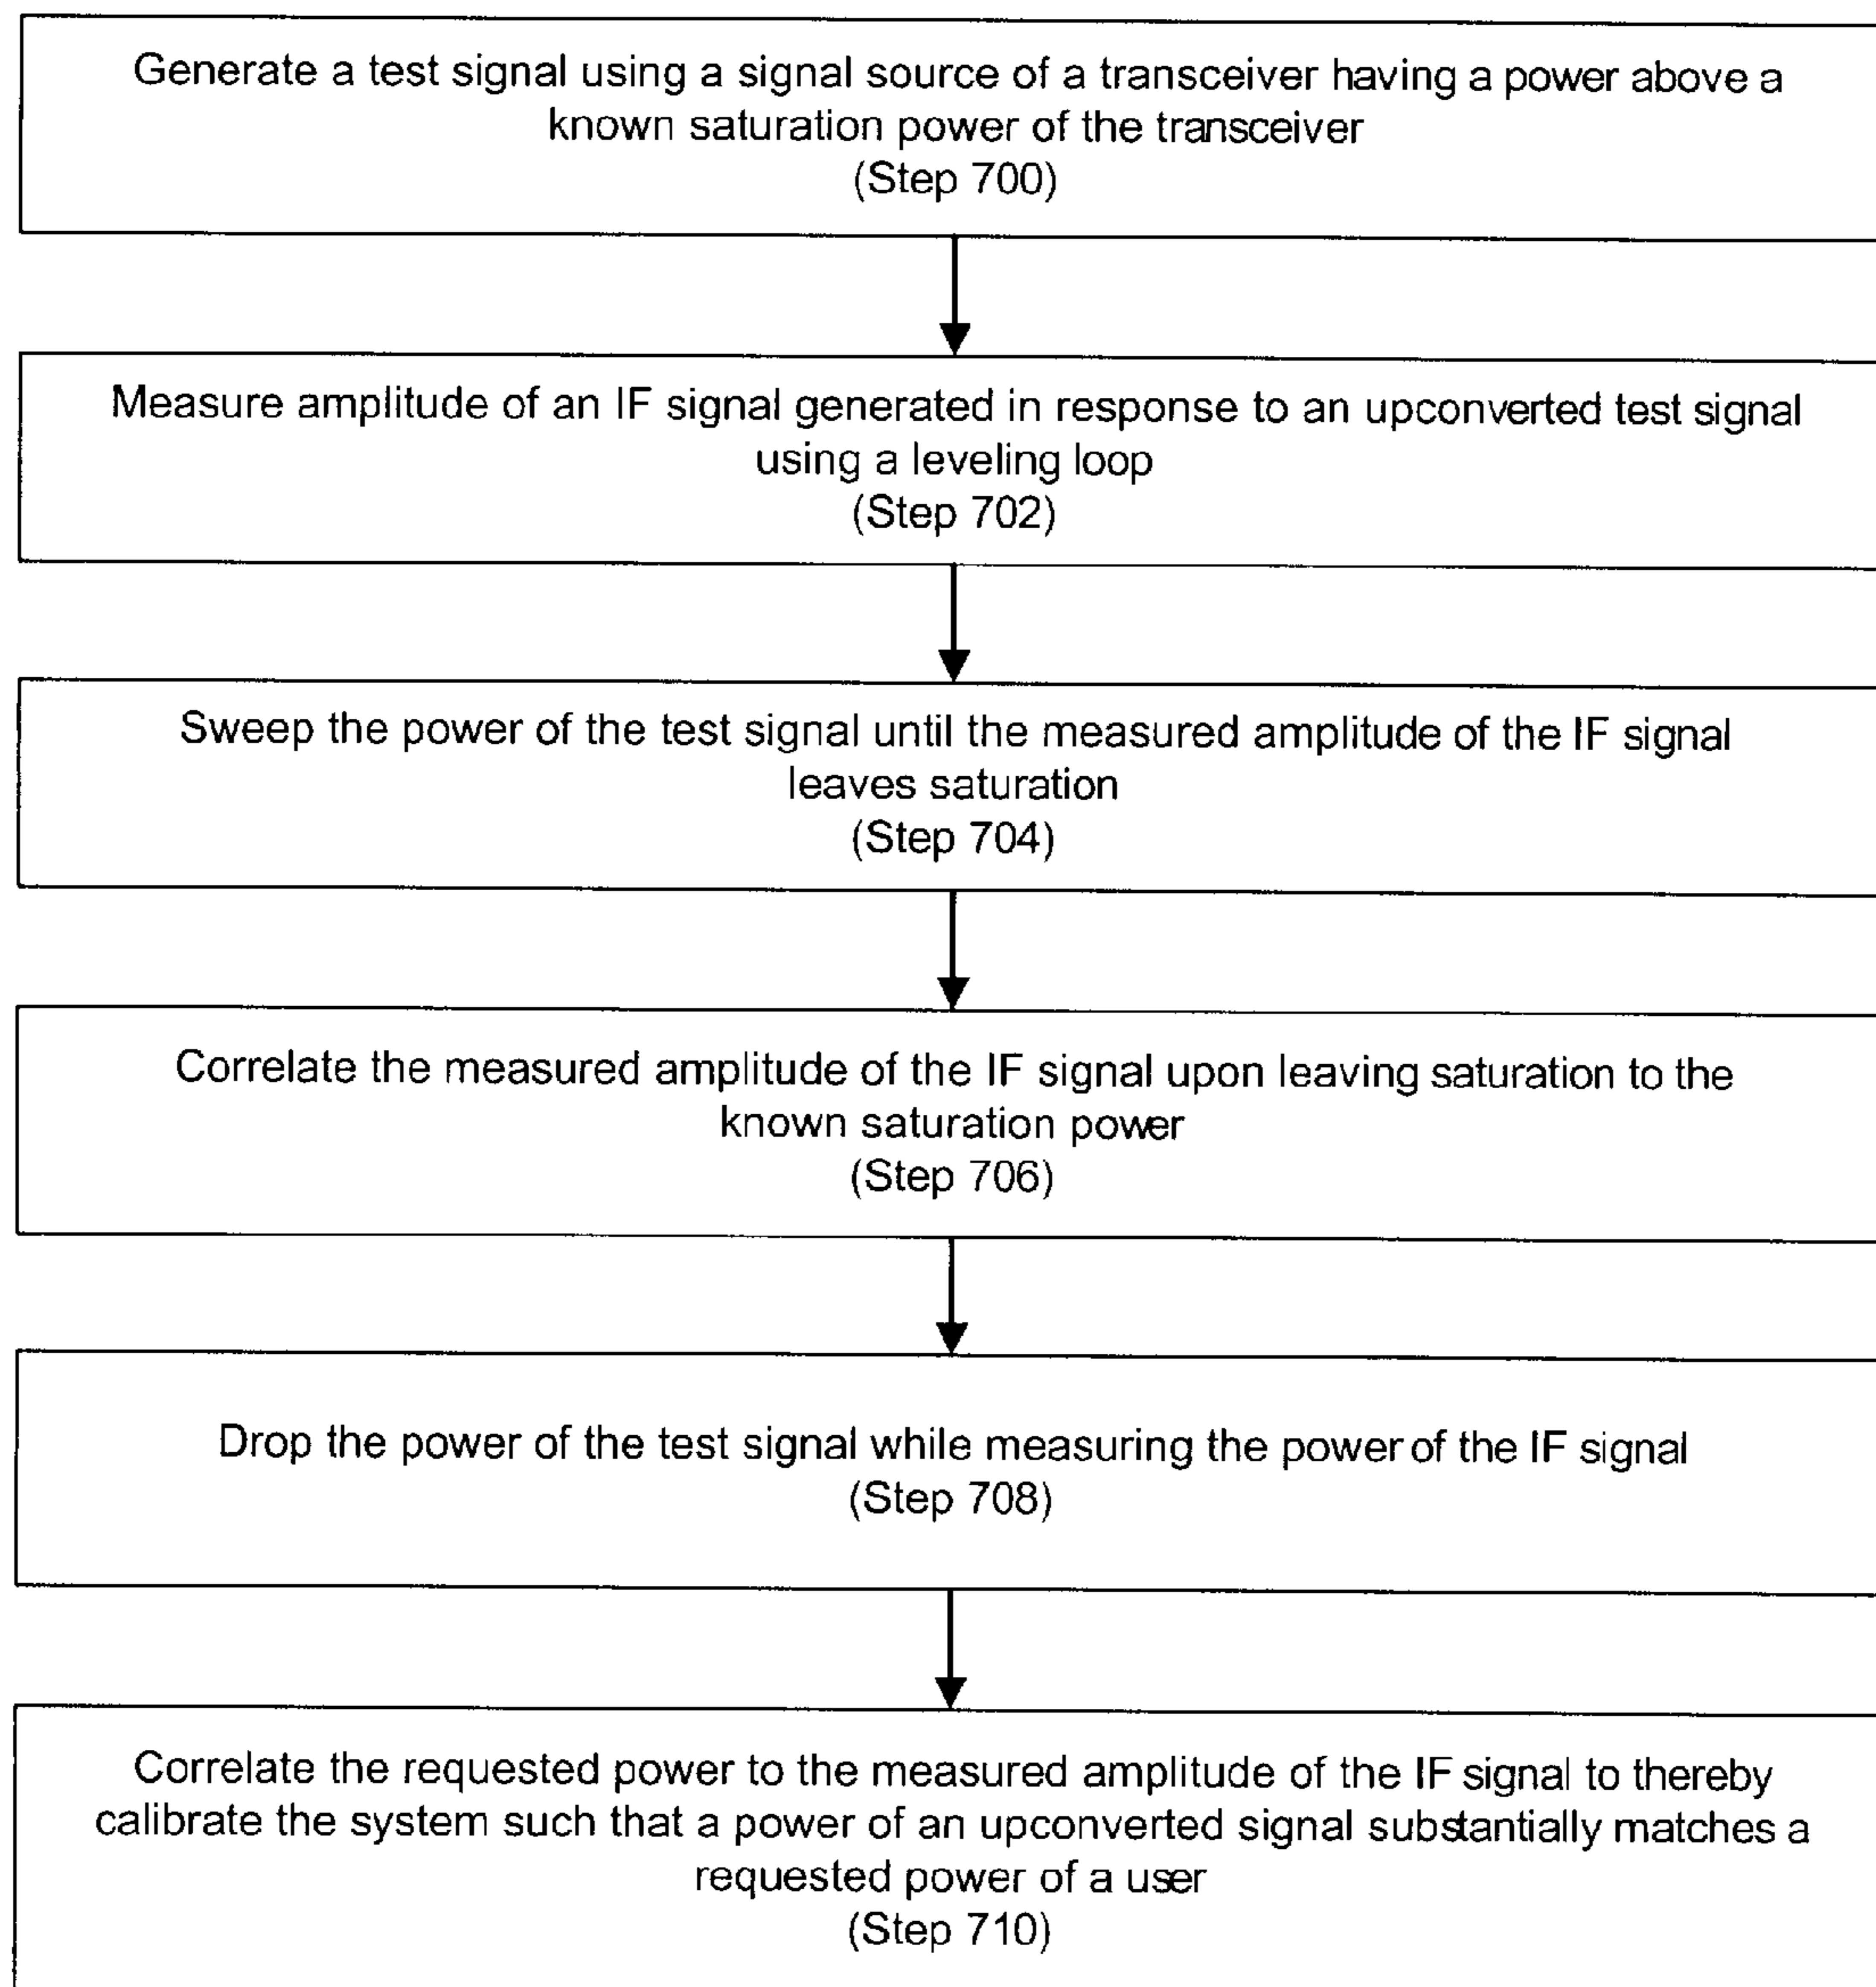 Generate a test signal using a signal source of a transceiver having a power above a
known saturation power of the transceiver
(Step 700)
Measure amplitude of an IF signal generated in response to an upconverted test signal
using a leveling loop
(Step 702)
Sweep the power of the test signal until the measured amplitude of the IF signal
leaves saturation
(Step 704)
Correlate the measured amplitude of the IF signal upon leaving saturation to the
known saturation power
(Step 706)
Drop the power of the test signal while measuring the power of the IF signal
(Step 708)
Correlate the requested power to the measured amplitude of the IF signal to thereby
calibrate the system such that a power of an upconverted signal substantially matches a
requested power of a user
(Step 710)